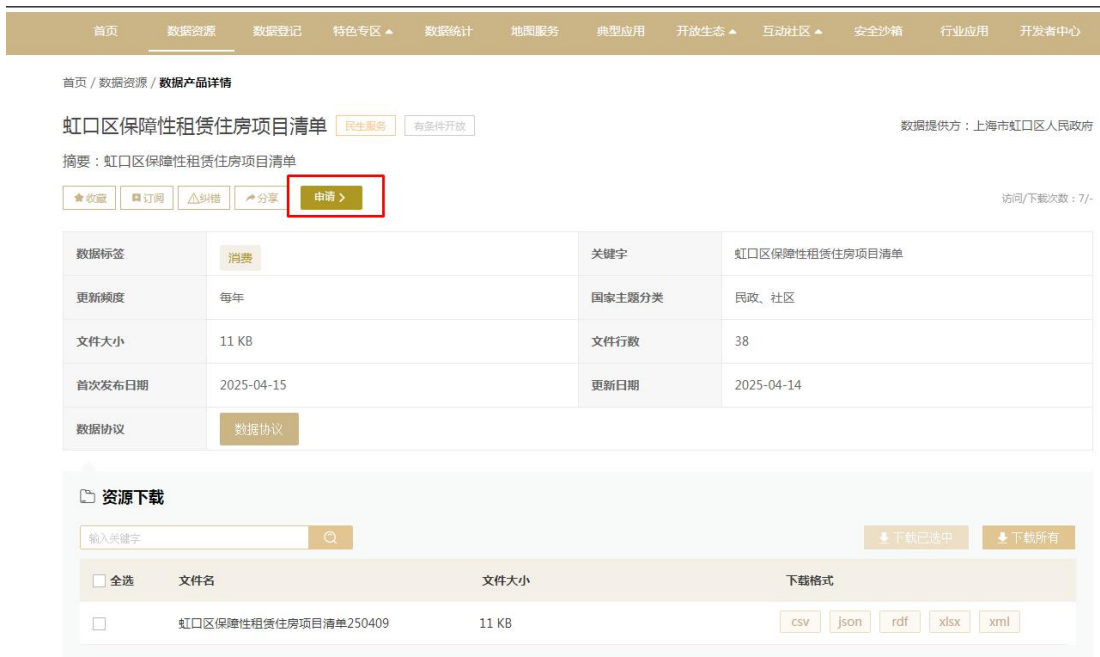 首页 数据资源 数据登记 特色专区 数据统计 地图服务 典型应用 开放生态 互动社区 安全沙箱 行业应用 开发者中心
首页 / 数据资源 / 数据产品详情
虹口区保障性租赁住房项目清单 民生服务 有条件开放 数据提供方：上海市虹口区人民政府
摘要：虹口区保障性租赁住房项目清单
收藏 订阅 纠错 分享 申请 访问/下载次数：7/-
数据标签 消费 关键字 虹口区保障性租赁住房项目清单
更新频度 每年 国家主题分类 民政、社区
文件大小 11 KB 文件行数 38
首次发布日期 2025-04-15 更新日期 2025-04-14
数据协议 数据协议
资源下载
输入关键字 下载已选中 下载所有
全选 文件名 文件大小 下载格式
虹口区保障性租赁住房项目清单250409 11 KB csv json rdf xlsx xml